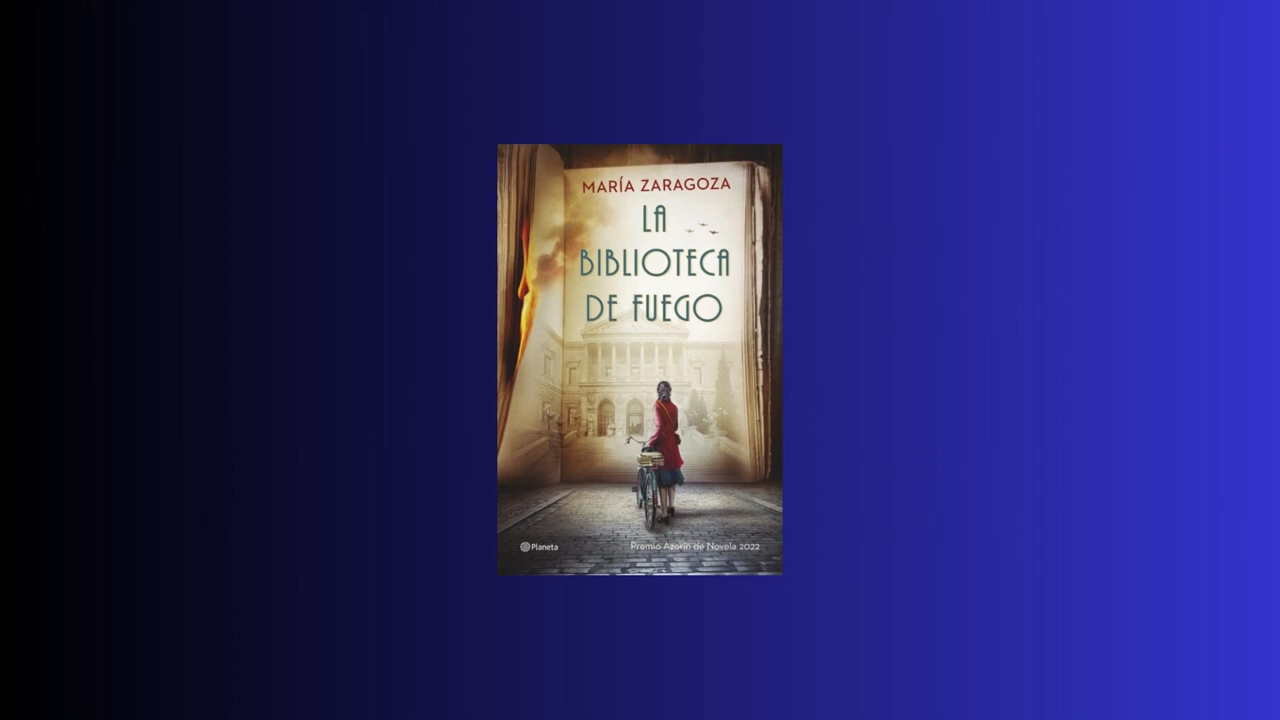 MARÍA ZARAGOZA
LA
BIBLIOTECA
DE FUEGO
Planeta
Premio Azorín de Novela 2022